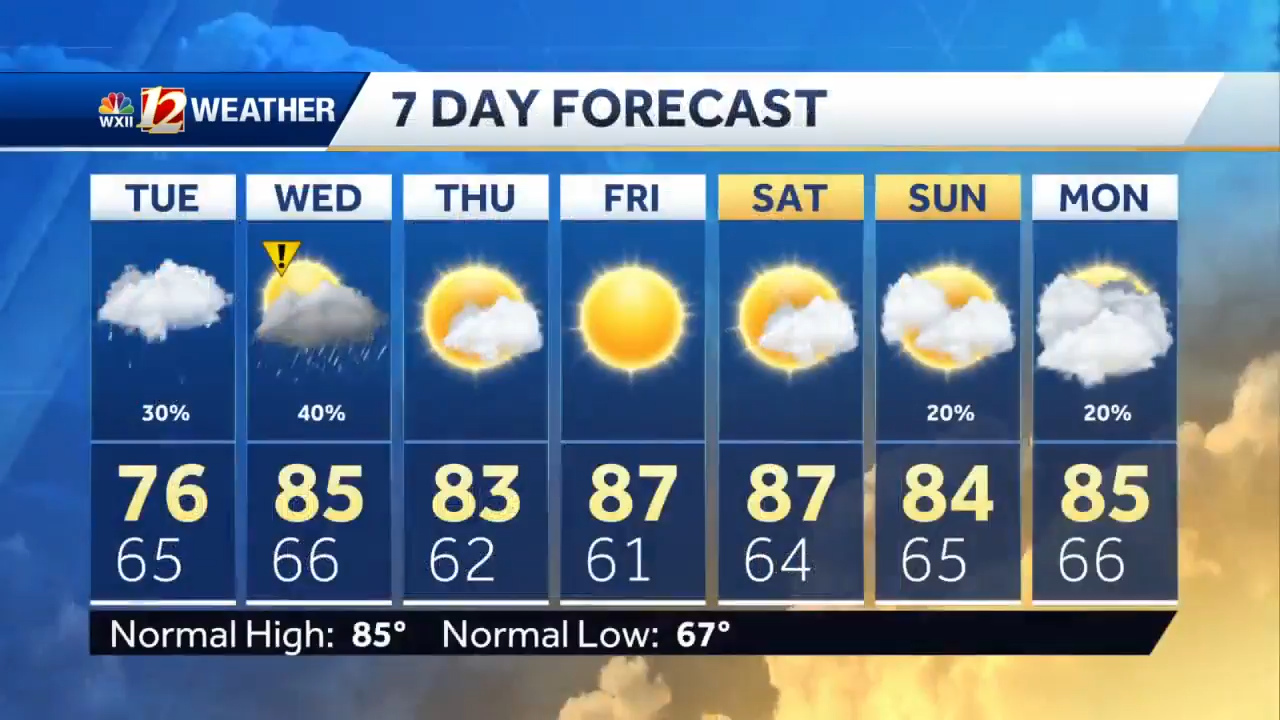 WXII 12 WEATHER
7 DAY FORECAST
TUE WED THU FRI SAT SUN MON
!
30% 40% 20% 20%
76 85 83 87 87 84 85
65 66 62 61 64 65 66
Normal High: 85° Normal Low: 67°